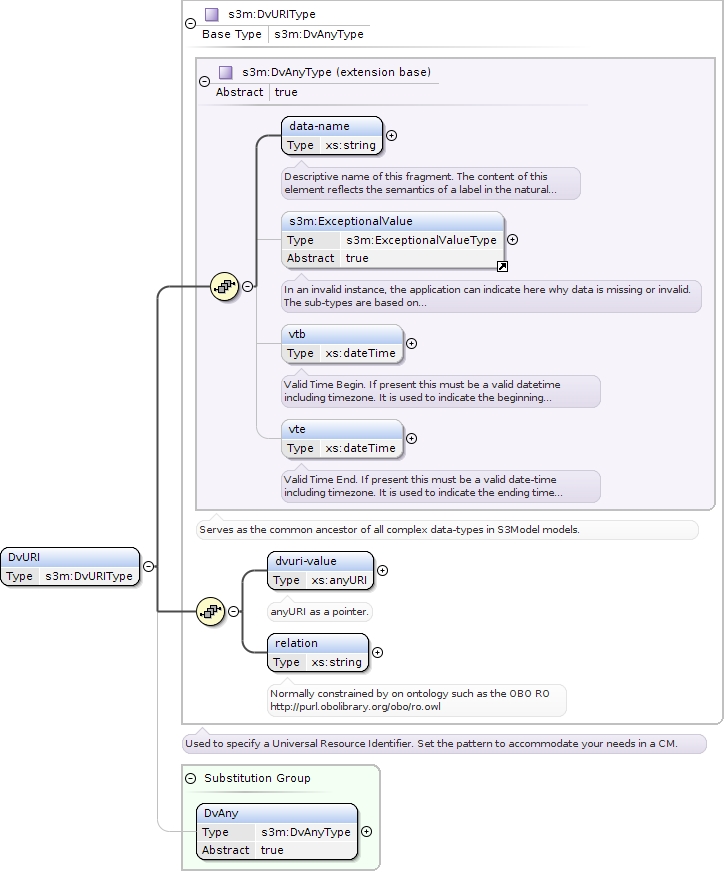 s3m:DvURIType
Base Type s3m:DvAnyType
s3m:DvAnyType (extension base)
Abstract true
data-name
Type xs:string
Descriptive name of this fragment. The content of this
element reflects the semantics of a label in the natural...
s3m:ExceptionalValue
Type s3m:ExceptionalValueType
Abstract true
In an invalid instance, the application can indicate here why data is missing or invalid.
The sub-types are based on...
vtb
Type xs:dateTime
Valid Time Begin. If present this must be a valid datetime
including timezone. It is used to indicate the beginning...
vte
Type xs:dateTime
Valid Time End. If present this must be a valid date-time
including timezone. It is used to indicate the ending time...
Serves as the common ancestor of all complex data-types in S3Model models.
DvURI
Type s3m:DvURIType
dvuri-value
Type xs:anyURI
anyURI as a pointer.
relation
Type xs:string
Normally constrained by on ontology such as the OBO RO
http://purl.obolibrary.org/obo/ro.owl
Used to specify a Universal Resource Identifier. Set the pattern to accommodate your needs in a CM.
Substitution Group
DvAny
Type s3m:DvAnyType
Abstract true